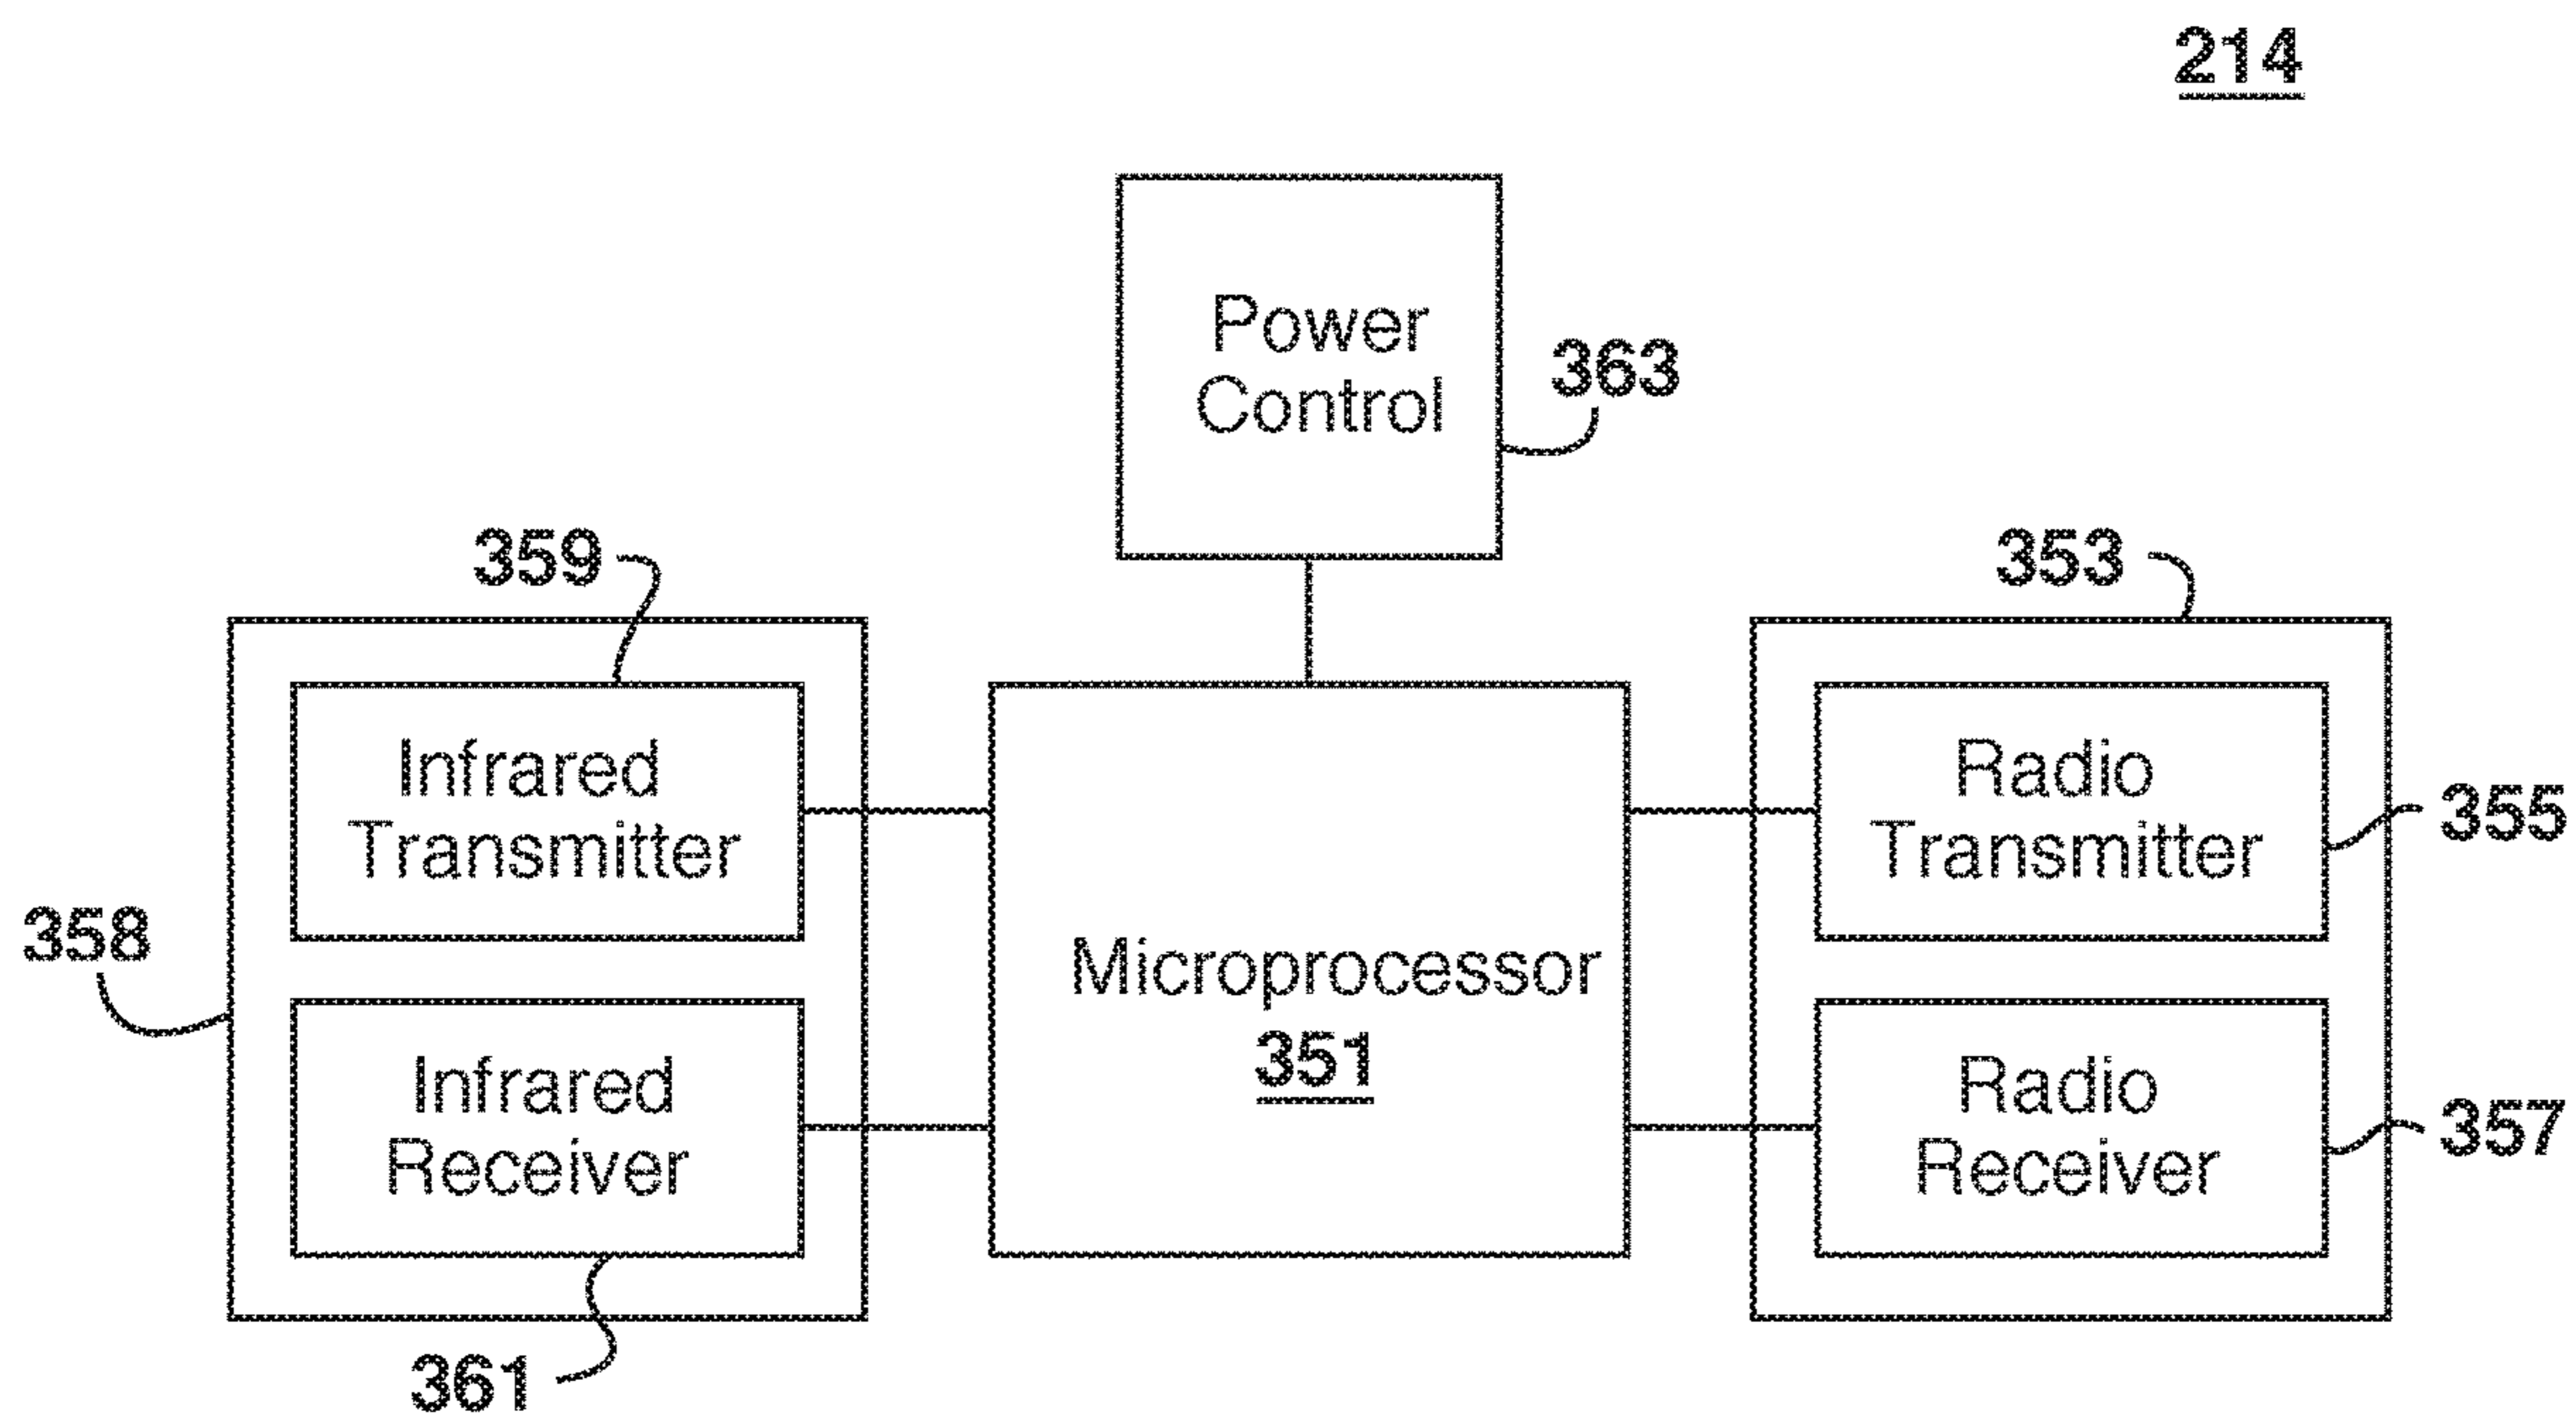 214
Power
Control
363
359
353
Infrared
Transmitter
Radio
Transmitter
355
358
Microprocessor
351
Infrared
Receiver
Radio
Receiver
357
361